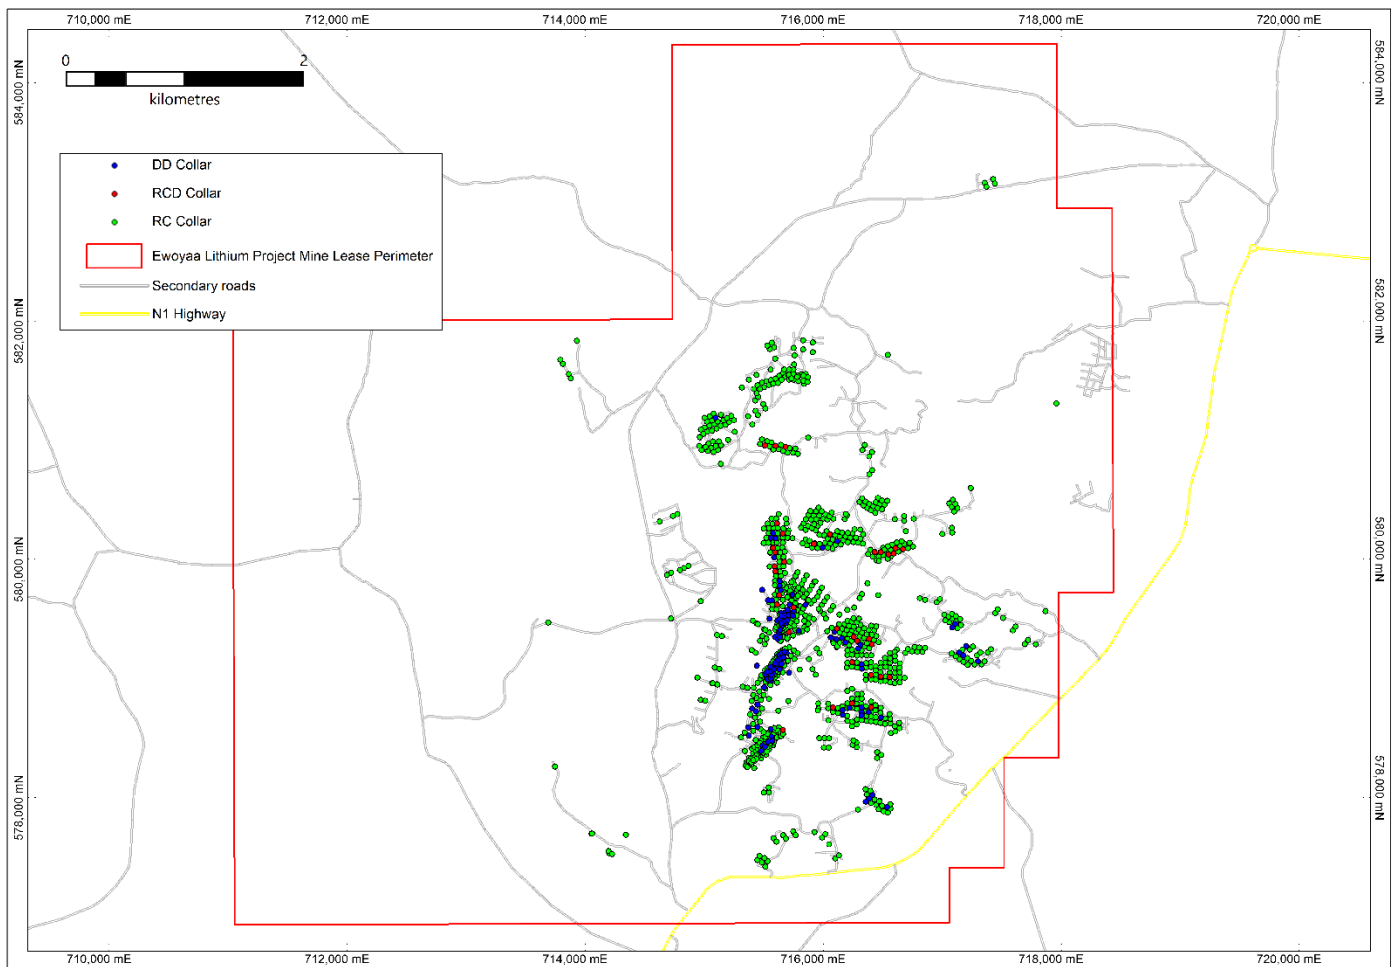 710,000 mE 712,000 mE 714,000 mE 716,000 mE 718,000 mE 720,000 mE
0 2
kilometres
584,000 mN 584,000 mN
DD Collar
RCD Collar
RC Collar
Ewoyaa Lithium Project Mine Lease Perimeter
Secondary roads
N1 Highway
582,000 mN 582,000 mN
580,000 mN 580,000 mN
578,000 mN 578,000 mN
710,000 mE 712,000 mE 714,000 mE 716,000 mE 718,000 mE 720,000 mE